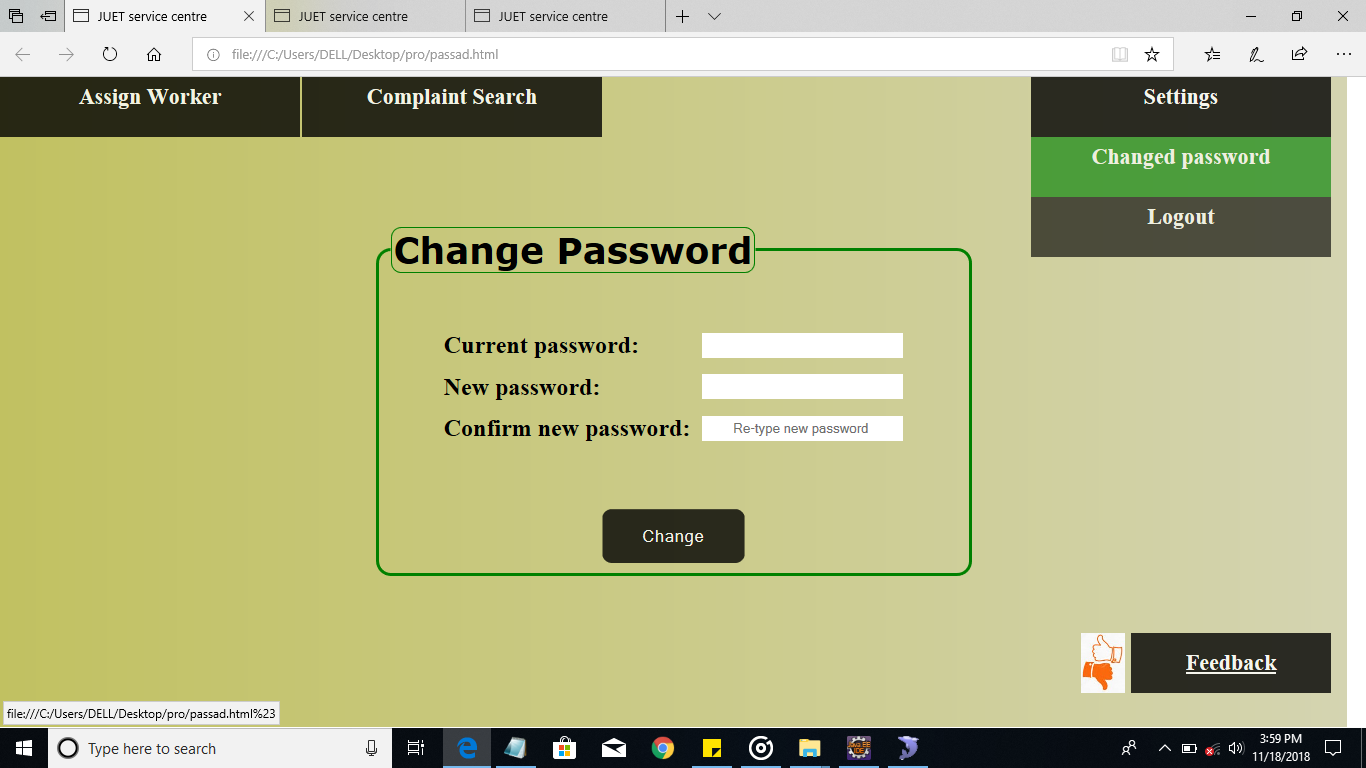 JUET service centre
JUET service centre
JUET service centre
file:///C:/Users/DELL/Desktop/pro/passad.html
Assign Worker
Complaint Search
Settings
Changed password
Logout
Change Password
Current password:
New password:
Confirm new password:
Re-type new password
Change
Feedback
file:///C:/Users/DELL/Desktop/pro/passad.html%23
Type here to search
3:59 PM
11/18/2018